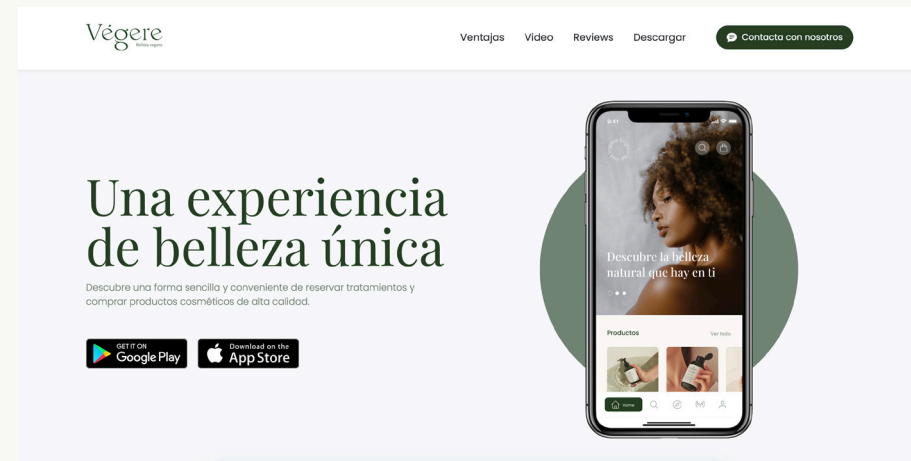 Végere
Belleza vegana
Ventajas Video Reviews Descargar Contacta con nosotros
Una experiencia
de belleza única
Descubre una forma sencilla y conveniente de reservar tratamientos y
comprar productos cosméticos de alta calidad.
GET IT ON
Google Play
Download on the
App Store
9:41
Descubre la belleza
natural que hay en ti
Productos Ver todo
Home